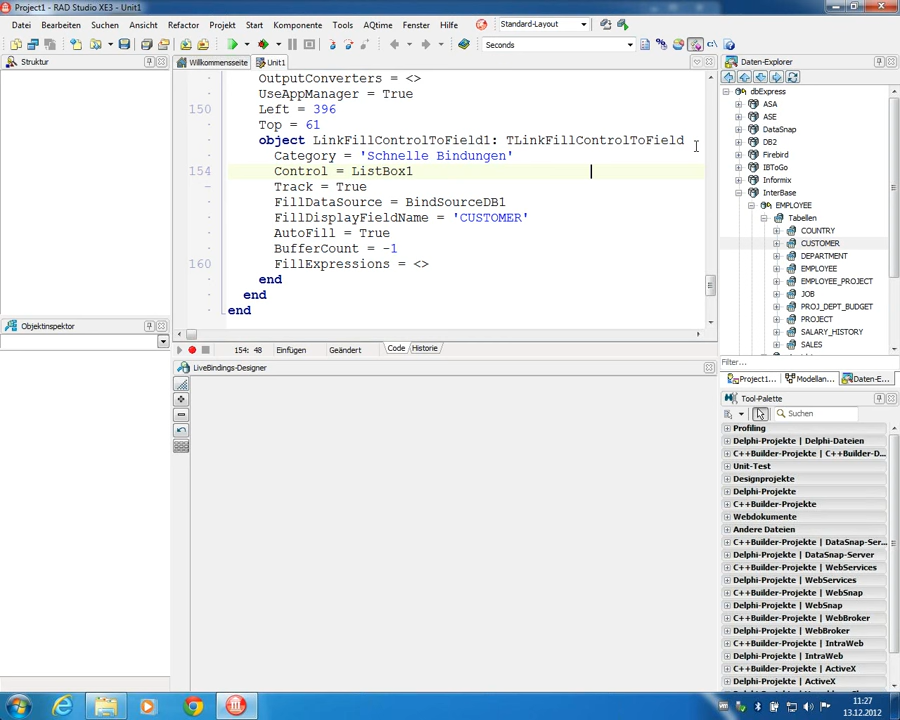 Project1 - RAD Studio XE3 - Unit1
Datei Bearbeiten Suchen Ansicht Refactor Projekt Start Komponente Tools AQtime Fenster Hilfe
Standard-Layout
Seconds
Struktur
Willkommensseite Unit1
Daten-Explorer
OutputConverters = <>
UseAppManager = True
150 Left = 396
Top = 61
object LinkFillControlToField1: TLinkFillControlToField
Category = 'Schnelle Bindungen'
154 Control = ListBox1
Track = True
FillDataSource = BindSourceDB1
FillDisplayFieldName = 'CUSTOMER'
AutoFill = True
BufferCount = -1
160 FillExpressions = <>
end
end
end
154: 48 Einfügen Geändert Code Historie
Objektinspektor
LiveBindings-Designer
dbExpress
ASA
ASE
DataSnap
DB2
Firebird
IBToGo
Informix
InterBase
EMPLOYEE
Tabellen
COUNTRY
CUSTOMER
DEPARTMENT
EMPLOYEE
EMPLOYEE_PROJECT
JOB
PROJ_DEPT_BUDGET
PROJECT
SALARY_HISTORY
SALES
Filter...
Project1... Modellan... Daten-E...
Tool-Palette
Suchen
Profiling
Delphi-Projekte | Delphi-Dateien
C++Builder-Projekte | C++Builder-D...
Unit-Test
Designprojekte
Delphi-Projekte
C++Builder-Projekte
Webdokumente
Andere Dateien
C++Builder-Projekte | DataSnap-Ser...
Delphi-Projekte | DataSnap-Server
C++Builder-Projekte | WebServices
Delphi-Projekte | WebServices
C++Builder-Projekte | WebSnap
Delphi-Projekte | WebSnap
C++Builder-Projekte | WebBroker
Delphi-Projekte | WebBroker
C++Builder-Projekte | IntraWeb
Delphi-Projekte | IntraWeb
C++Builder-Projekte | ActiveX
Delphi-Projekte | ActiveX
11:27
13.12.2012